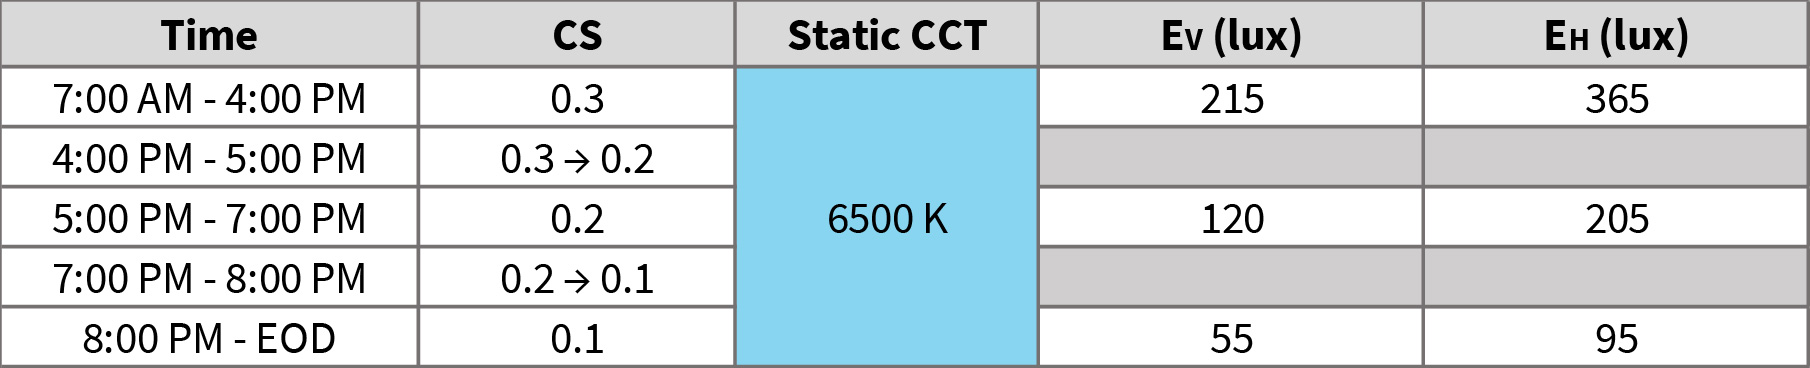 Time CS Static CCT EV (lux) EH (lux)
7:00 AM - 4:00 PM 0.3 215 365
4:00 PM - 5:00 PM 0.3 → 0.2
5:00 PM - 7:00 PM 0.2 6500 K 120 205
7:00 PM - 8:00 PM 0.2 → 0.1
8:00 PM - EOD 0.1 55 95